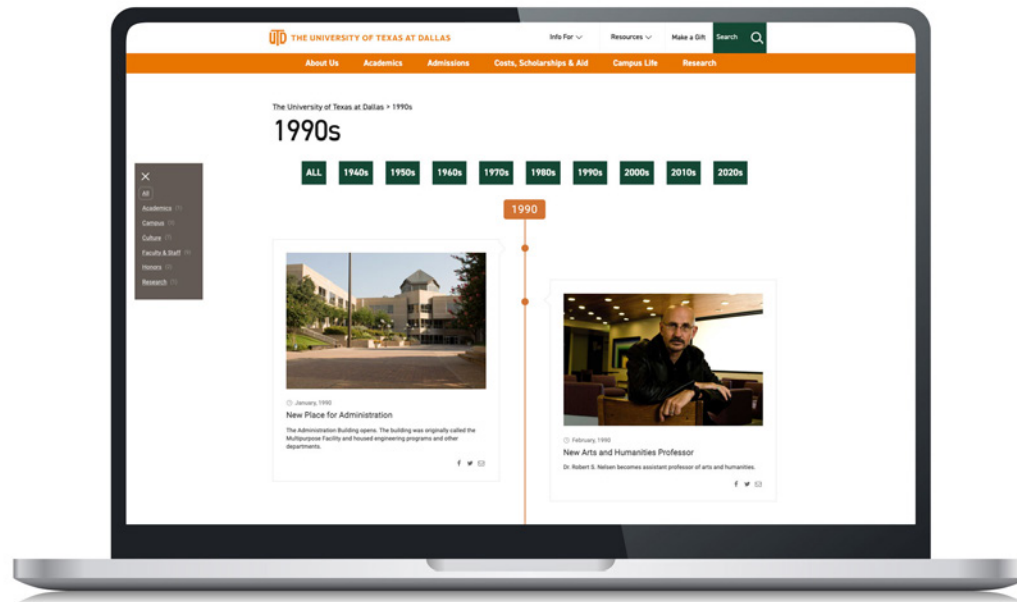 UTD THE UNIVERSITY OF TEXAS AT DALLAS
Info For Resources Make a Gift Search
About Us Academics Admissions Costs, Scholarships & Aid Campus Life Research
The University of Texas at Dallas > 1990s
1990s
ALL 1940s 1950s 1960s 1970s 1980s 1990s 2000s 2010s 2020s
All
Academics
Campus
Culture
Faculty & Staff
Honors
Research
1990
January, 1990
New Place for Administration
The Administration Building opens. The building was originally called the
Multipurpose Facility and housed engineering programs and other
departments.
February, 1990
New Arts and Humanities Professor
Dr. Robert S. Nelsen becomes assistant professor of arts and humanities.